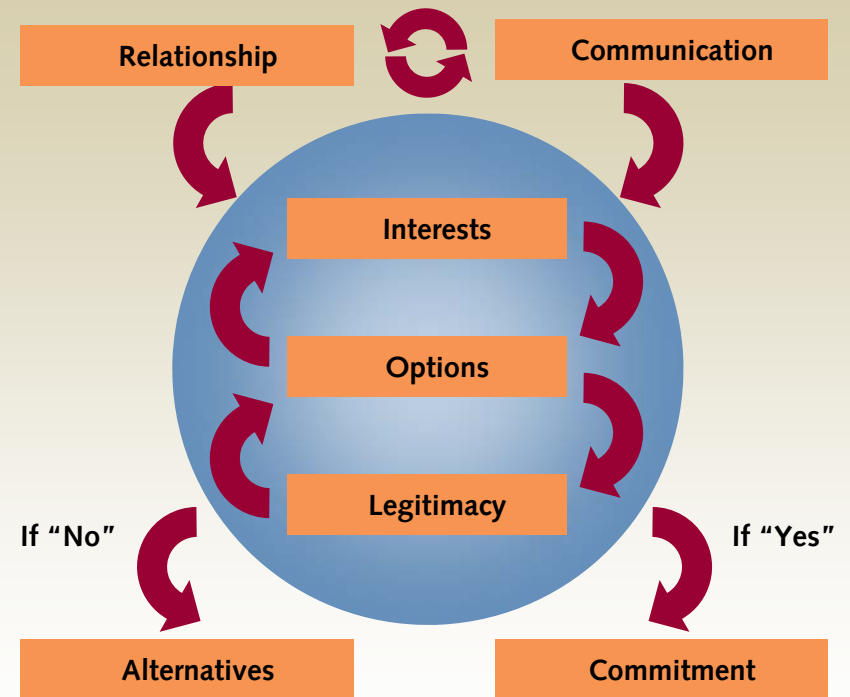 Relationship
Communication
Interests
Options
Legitimacy
If “No”
If “Yes”
Alternatives
Commitment